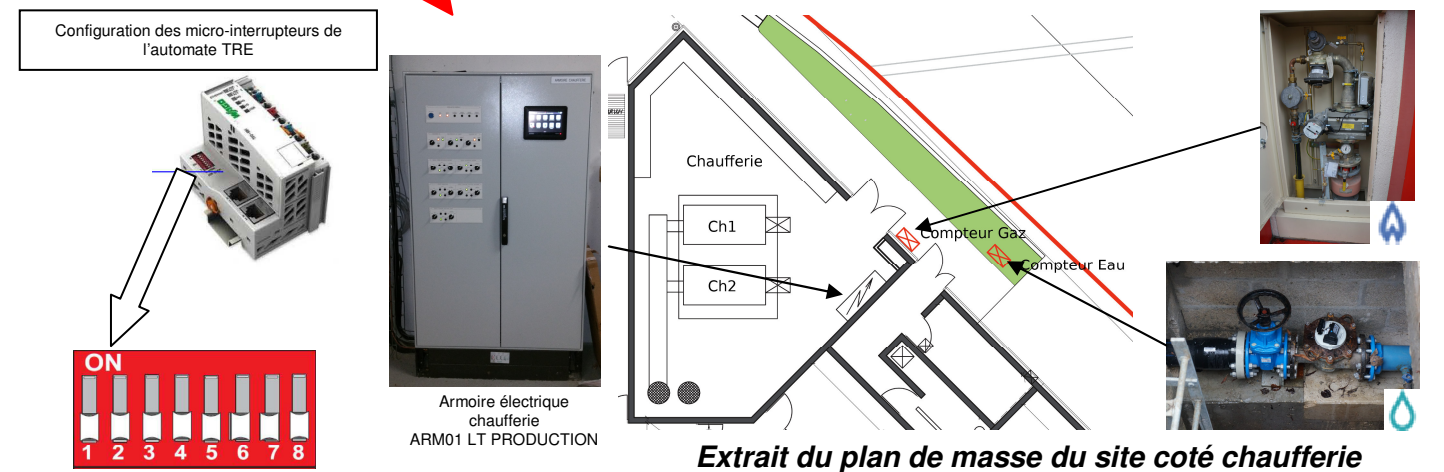 Configuration des micro-interrupteurs de
l'automate TRE
ON
1 2 3 4 5 6 7 8
Armoire électrique
chaufferie
ARM01 LT PRODUCTION
Chaufferie
Ch1
Ch2
Compteur Gaz
Compteur Eau
Extrait du plan de masse du site coté chaufferie